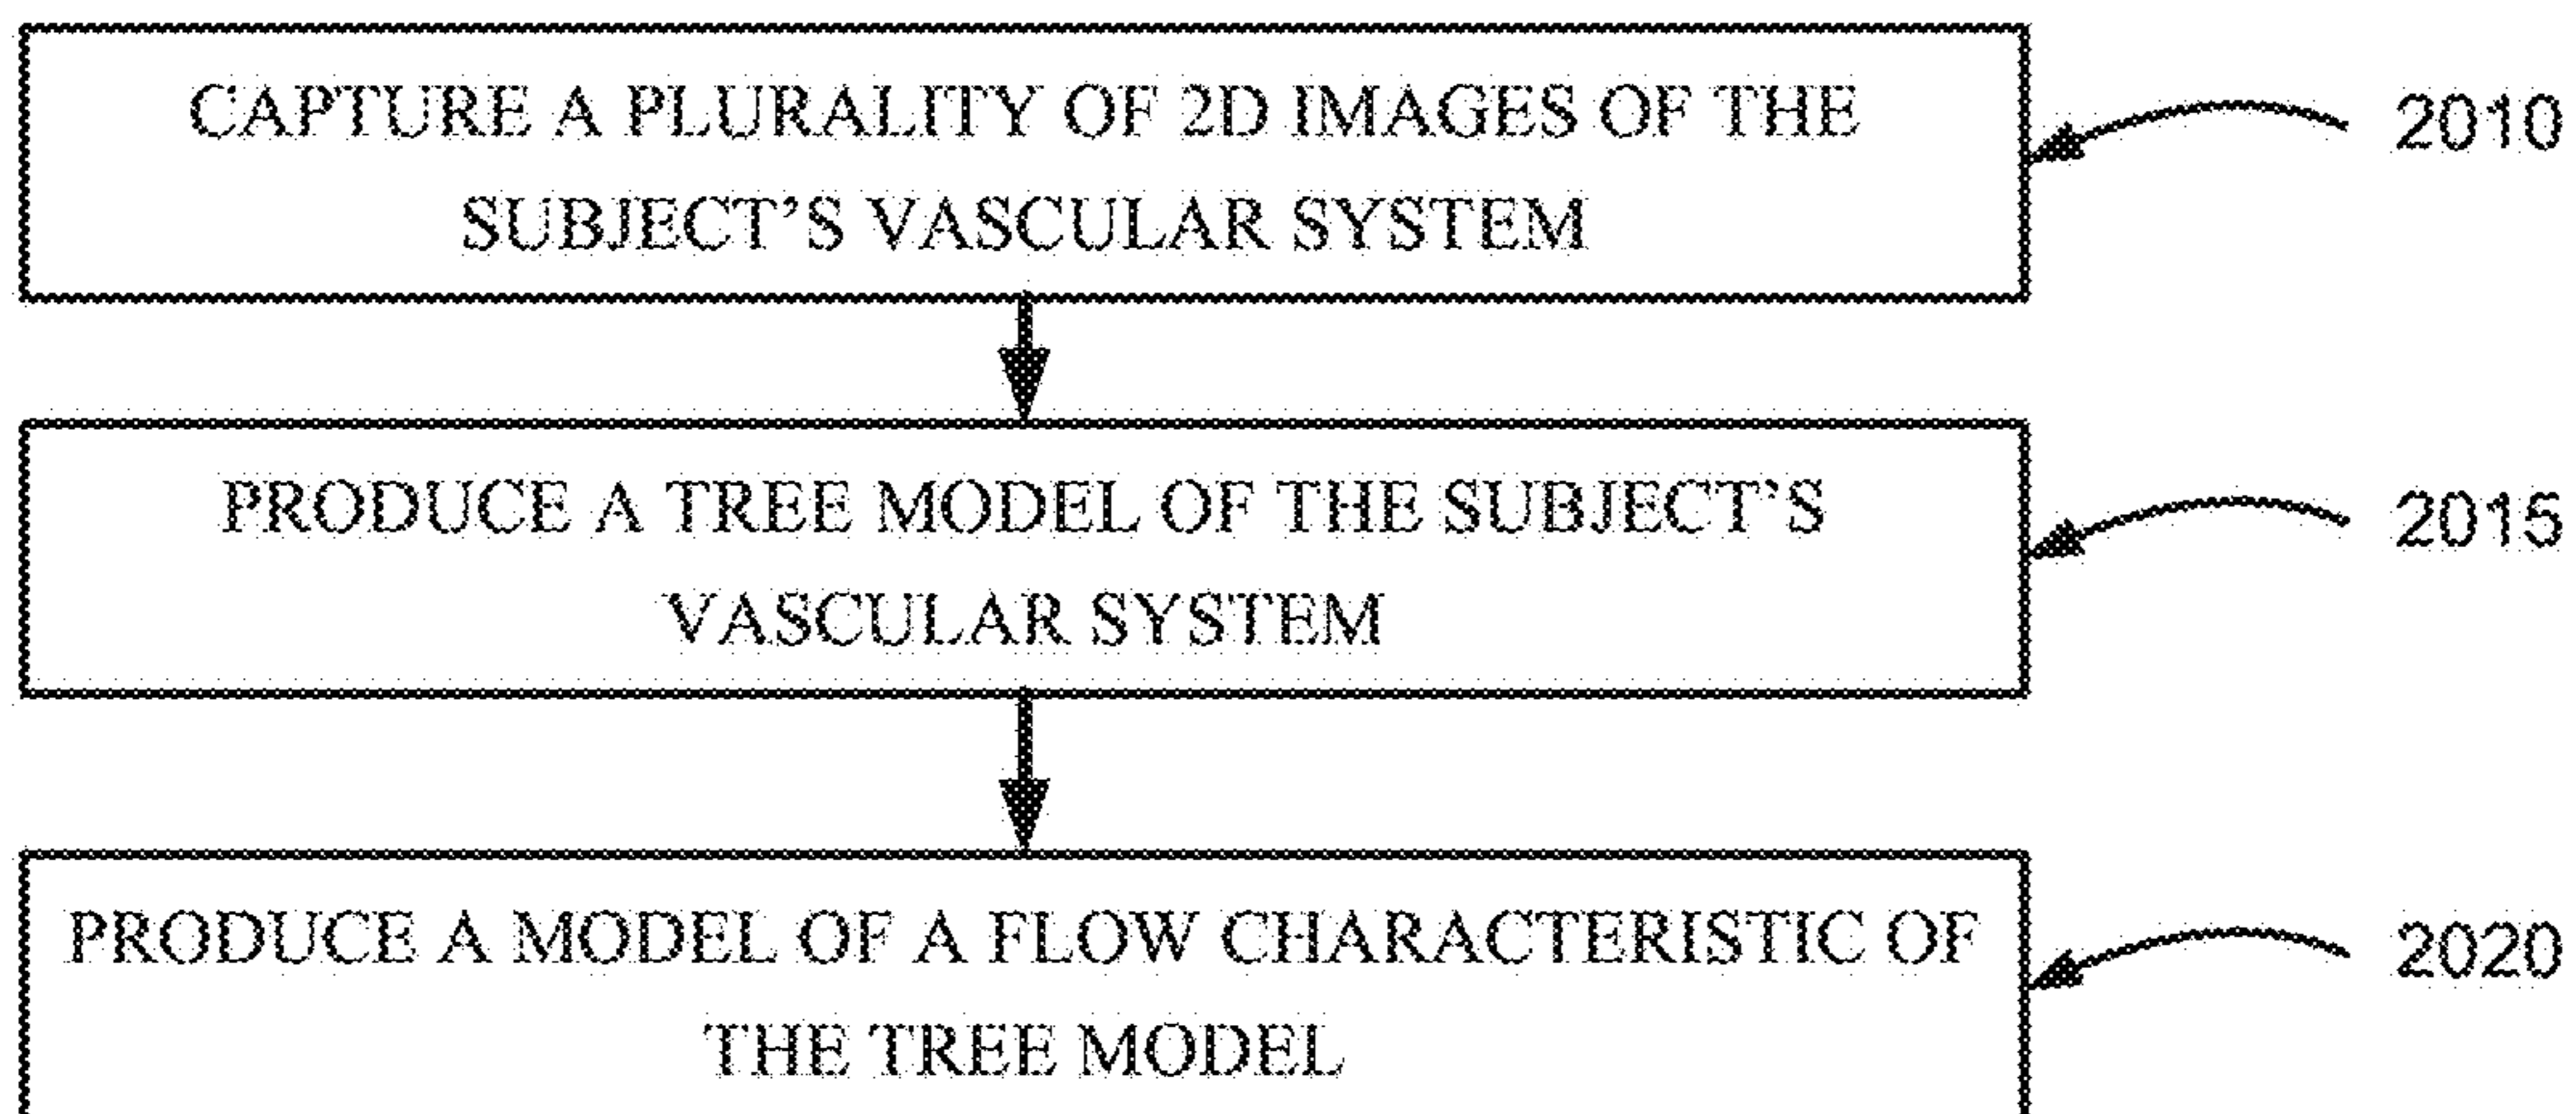 CAPTURE A PLURALITY OF 2D IMAGES OF THE
SUBJECT'S VASCULAR SYSTEM
2010
PRODUCE A TREE MODEL OF THE SUBJECT'S
VASCULAR SYSTEM
2015
PRODUCE A MODEL OF A FLOW CHARACTERISTIC OF
THE TREE MODEL
2020